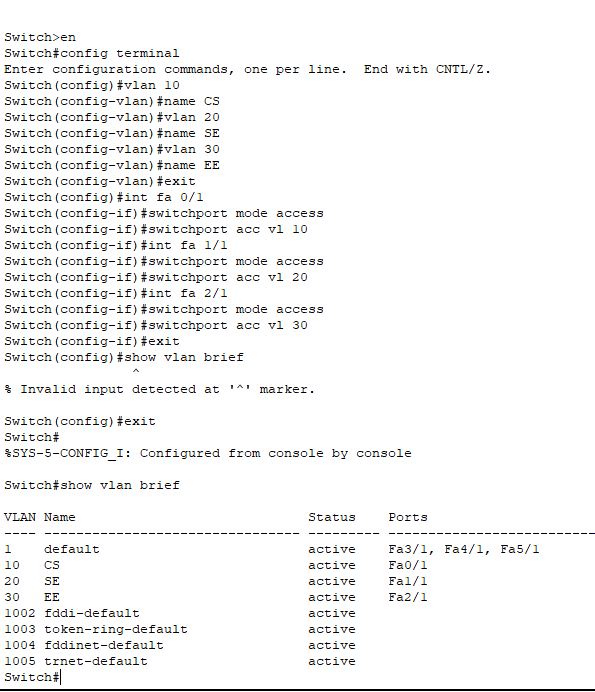 Switch>en
Switch#config terminal
Enter configuration commands, one per line.  End with CNTL/Z.
Switch(config)#vlan 10
Switch(config-vlan)#name CS
Switch(config-vlan)#vlan 20
Switch(config-vlan)#name SE
Switch(config-vlan)#vlan 30
Switch(config-vlan)#name EE
Switch(config-vlan)#exit
Switch(config)#int fa 0/1
Switch(config-if)#switchport mode access
Switch(config-if)#switchport acc vl 10
Switch(config-if)#int fa 1/1
Switch(config-if)#switchport mode access
Switch(config-if)#switchport acc vl 20
Switch(config-if)#int fa 2/1
Switch(config-if)#switchport mode access
Switch(config-if)#switchport acc vl 30
Switch(config-if)#exit
Switch(config)#show vlan brief
                ^
% Invalid input detected at '^' marker.

Switch(config)#exit
Switch#
%SYS-5-CONFIG_I: Configured from console by console

Switch#show vlan brief

VLAN Name                             Status    Ports
---- -------------------------------- --------- --------------------------
1    default                          active    Fa3/1, Fa4/1, Fa5/1
10   CS                               active    Fa0/1
20   SE                               active    Fa1/1
30   EE                               active    Fa2/1
1002 fddi-default                     active
1003 token-ring-default               active
1004 fddinet-default                  active
1005 trnet-default                    active
Switch#